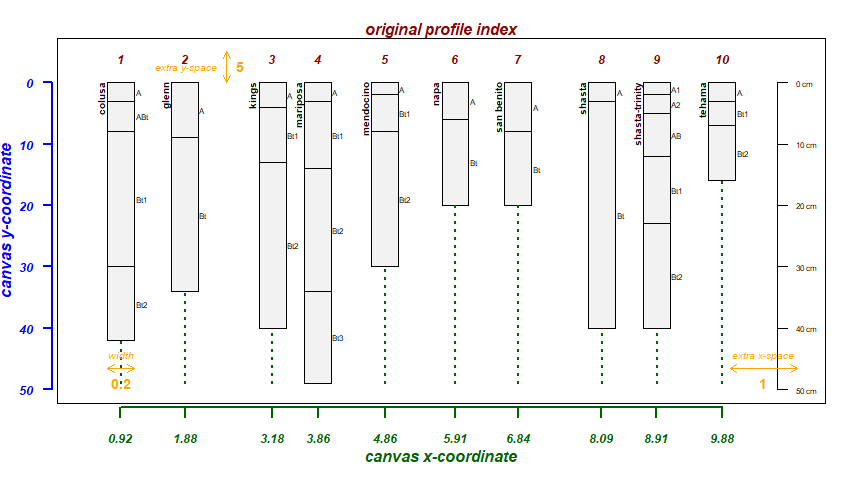 original profile index
1 2 3 4 5 6 7 8 9 10
extra y-space 5
canvas y-coordinate
0 10 20 30 40 50
colusa A ABt Bt1 Bt2
glenn A Bt
kings A Bt1 Bt2
mariposa A Bt1 Bt2 Bt3
mendocino A Bt1 Bt2
napa A Bt
san benito A Bt
shasta A Bt
shasta-trinity A1 A2 AB Bt1 Bt2
tehama A Bt1 Bt2
0 cm
10 cm
20 cm
30 cm
40 cm
50 cm
width
0.2
extra x-space
1
0.92 1.88 3.18 3.86 4.86 5.91 6.84 8.09 8.91 9.88
canvas x-coordinate